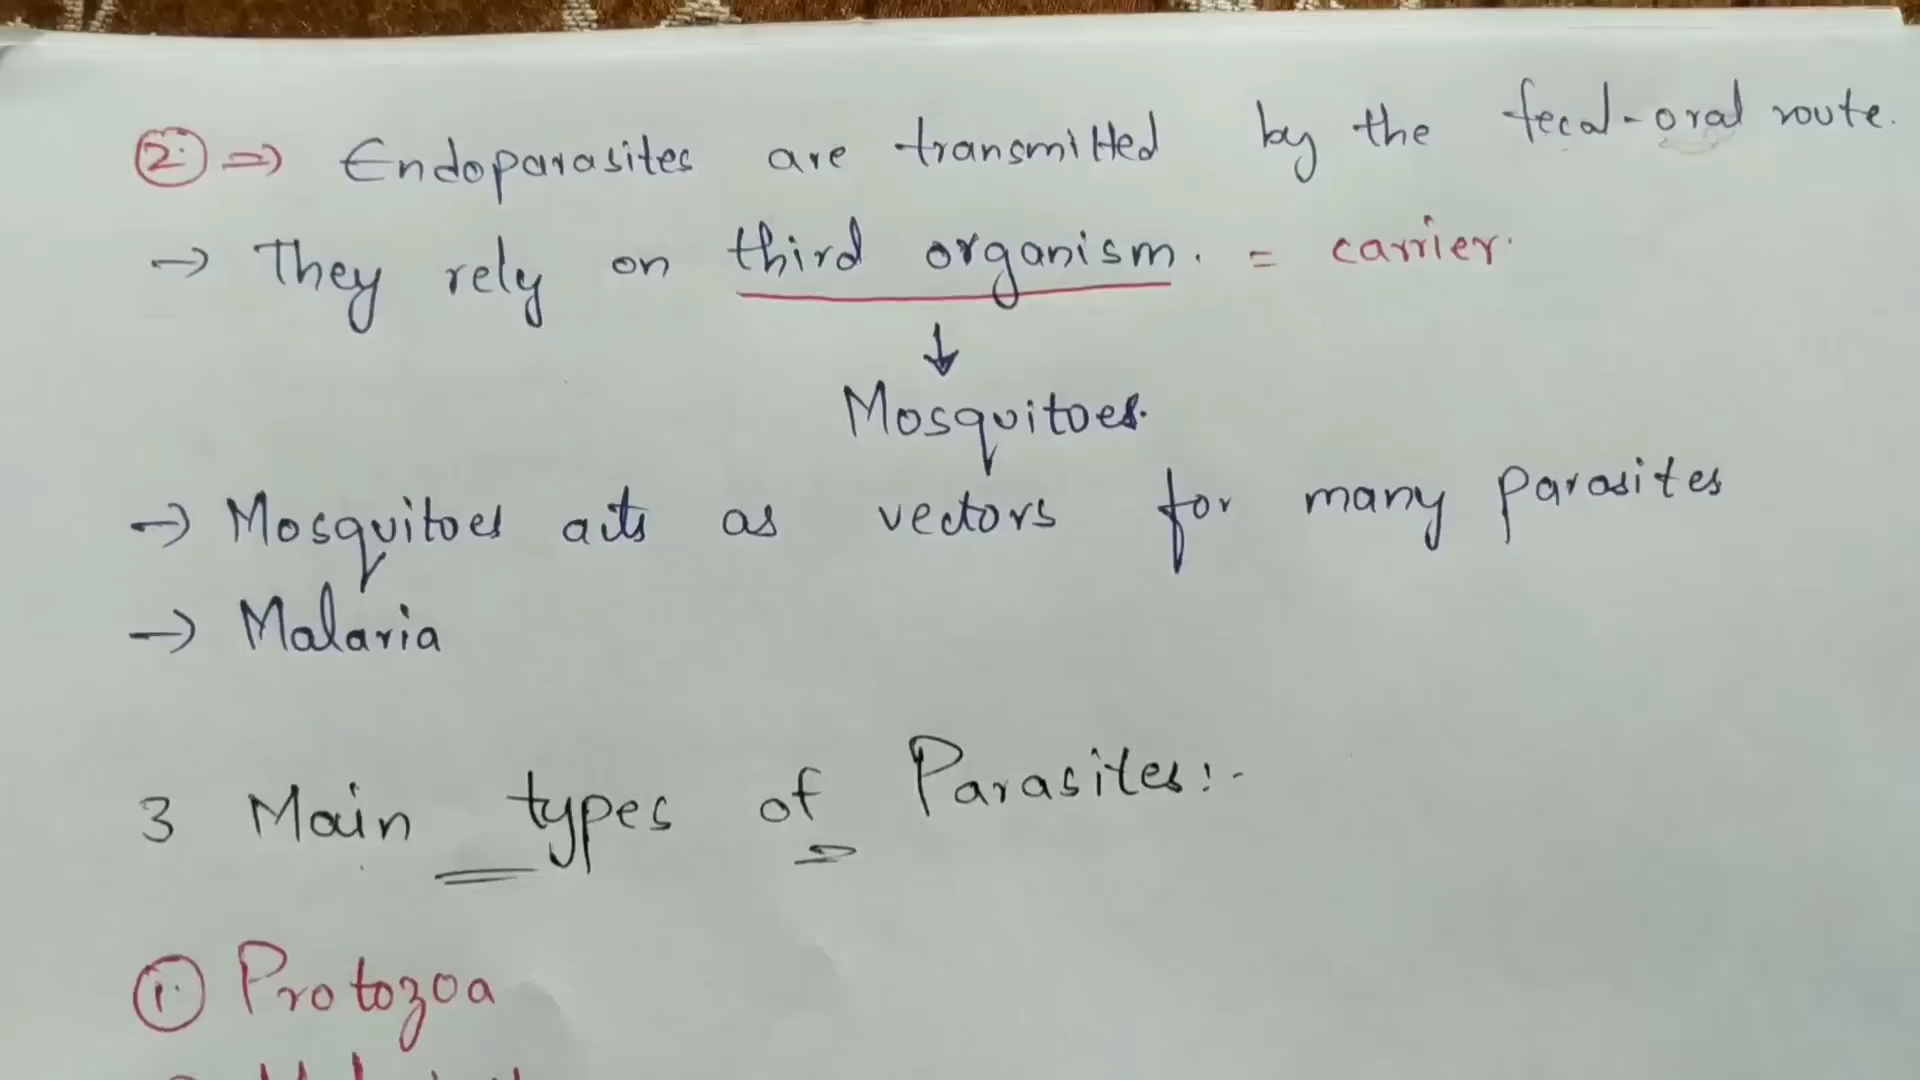 2. ⇒ Endoparasites are transmitted by the fecal-oral route.
→ They rely on third organism. = carrier.
↓
Mosquitoes.
→ Mosquitoes acts as vectors for many parasites
→ Malaria
3 Main types of Parasites:-
1. Protozoa